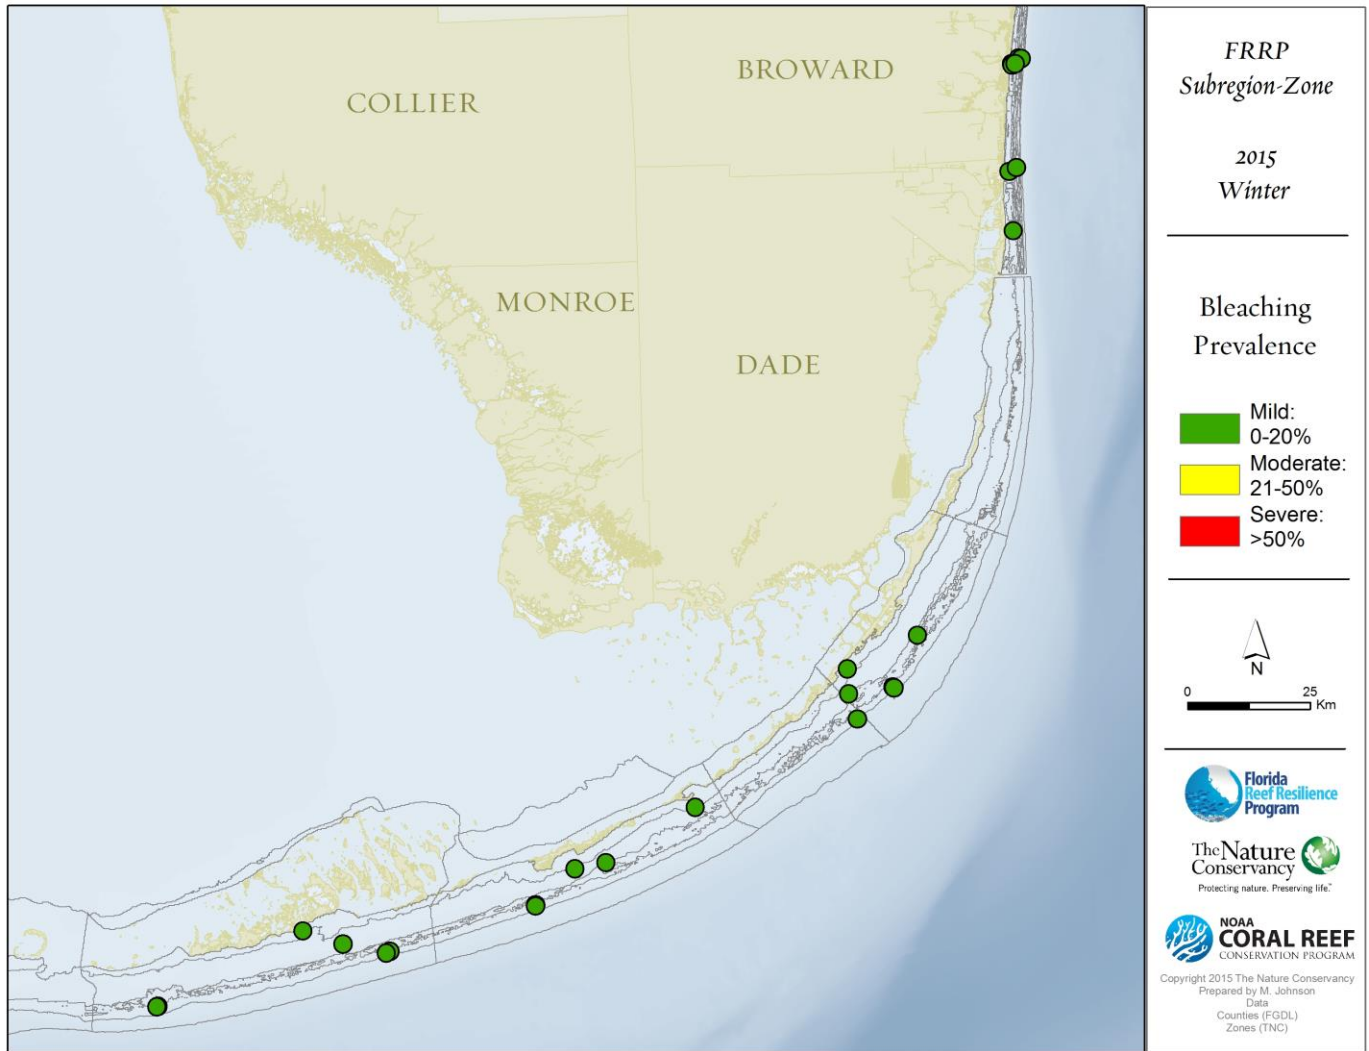 BROWARD
COLLIER
MONROE
DADE
FRRP
Subregion-Zone
2015
Winter
Bleaching
Prevalence
Mild:
0-20%
Moderate:
21-50%
Severe:
>50%
N
0 25
Km
Florida
Reef Resilience
Program
The Nature
Conservancy
Protecting nature. Preserving life.™
NOAA
CORAL REEF
CONSERVATION PROGRAM
Copyright 2015 The Nature Conservancy
Prepared by M. Johnson
Data
Counties (FGDL)
Zones (TNC)